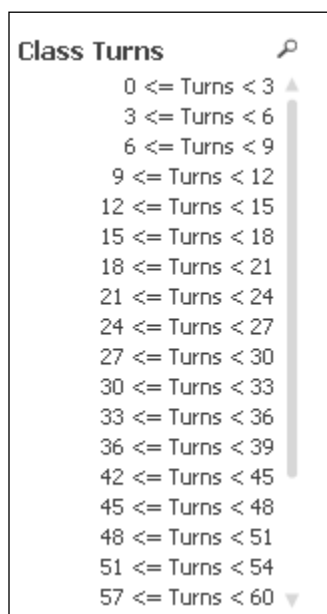 Class Turns
0 <= Turns < 3
3 <= Turns < 6
6 <= Turns < 9
9 <= Turns < 12
12 <= Turns < 15
15 <= Turns < 18
18 <= Turns < 21
21 <= Turns < 24
24 <= Turns < 27
27 <= Turns < 30
30 <= Turns < 33
33 <= Turns < 36
36 <= Turns < 39
42 <= Turns < 45
45 <= Turns < 48
48 <= Turns < 51
51 <= Turns < 54
57 <= Turns < 60